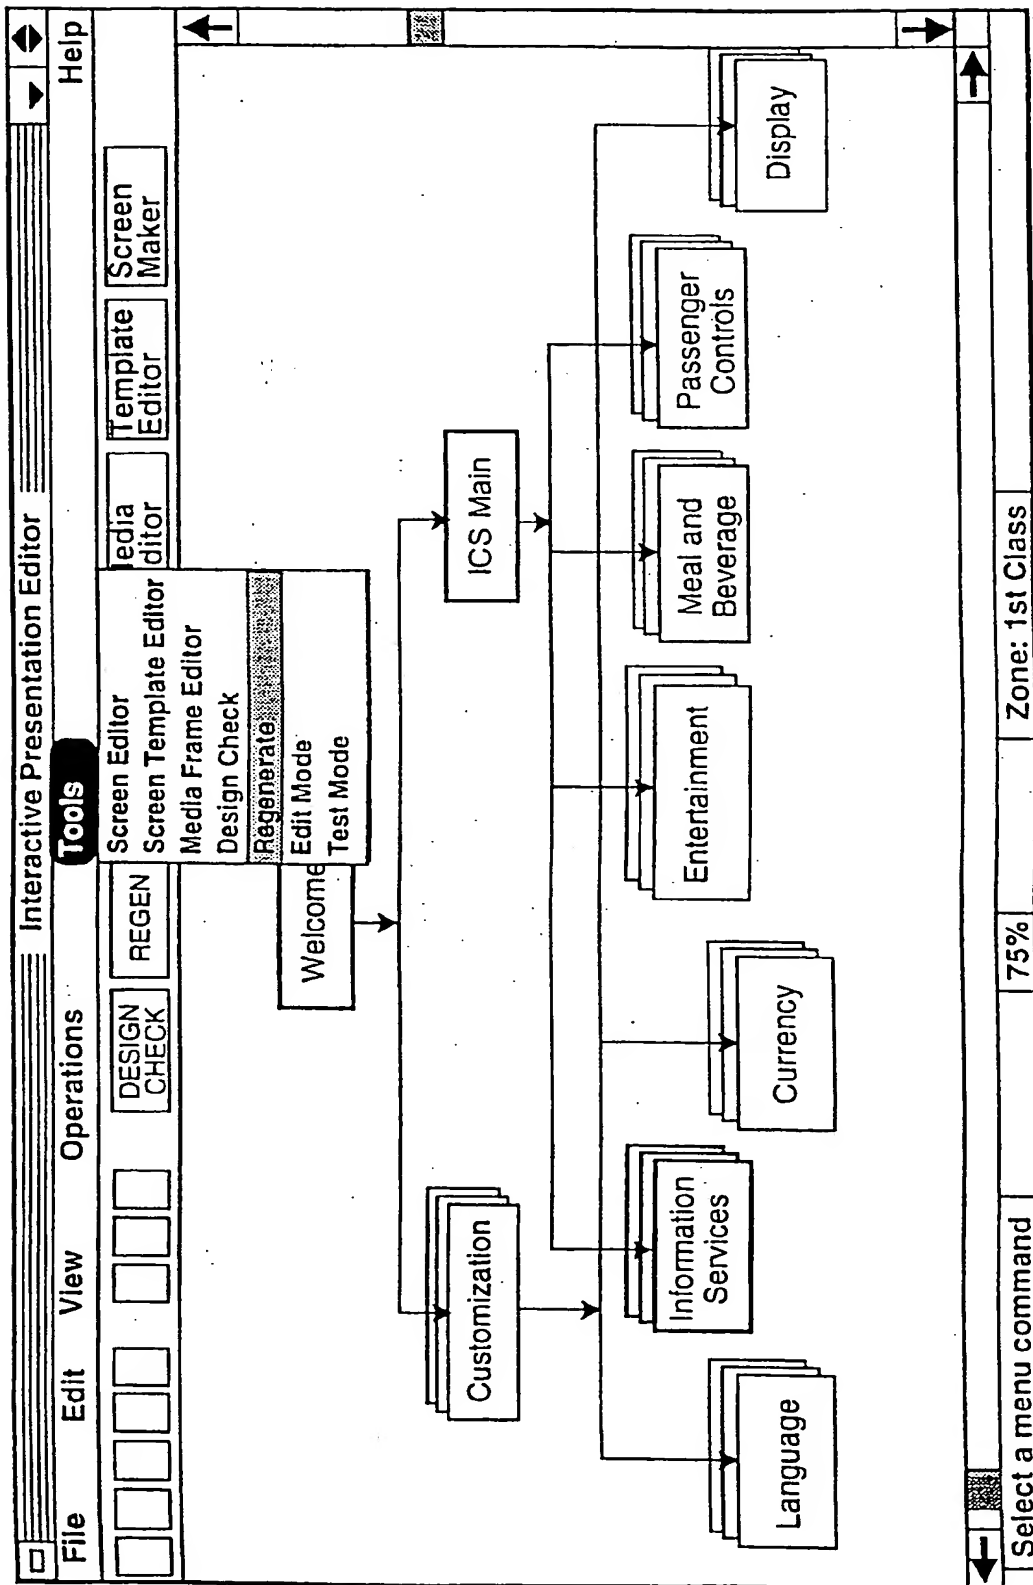 Interactive Presentation Editor
File Edit View Operations Tools Help
DESIGN
CHECK
REGEN
edia
ditor
Template
Editor
Screen
Maker
Screen Editor
Screen Template Editor
Media Frame Editor
Design Check
Regenerate
Edit Mode
Test Mode
Welcome
Customization
ICS Main
Language
Information
Services
Currency
Entertainment
Meal and
Beverage
Passenger
Controls
Display
Select a menu command
75%
Zone: 1st Class